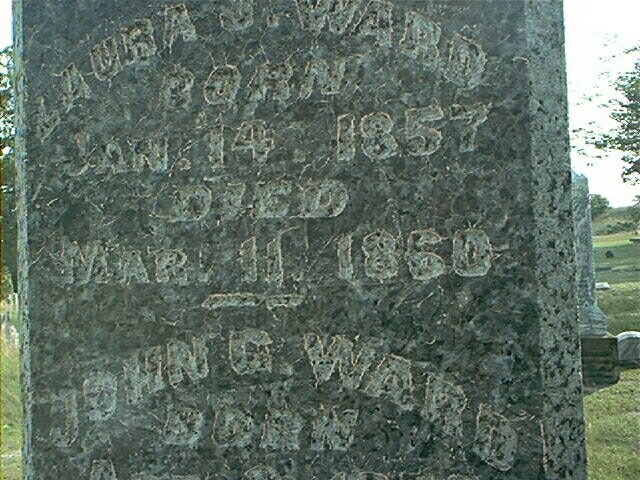 LAURA J. WARD
BORN
JAN. 14. 1857
DIED
MAR. 11. 1860
JOHN G. WARD
BORN